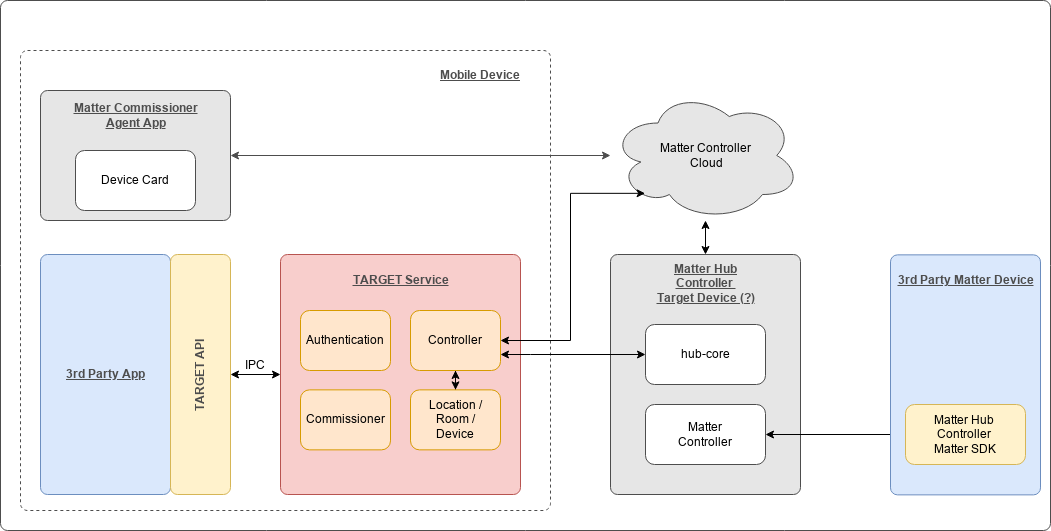 Mobile Device
Matter Commissioner
Agent App
Device Card
Matter Controller
Cloud
3rd Party App
TARGET API
IPC
TARGET Service
Authentication
Controller
Commissioner
Location /
Room /
Device
Matter Hub
Controller
Target Device (?)
hub-core
Matter
Controller
3rd Party Matter Device
Matter Hub
Controller
Matter SDK